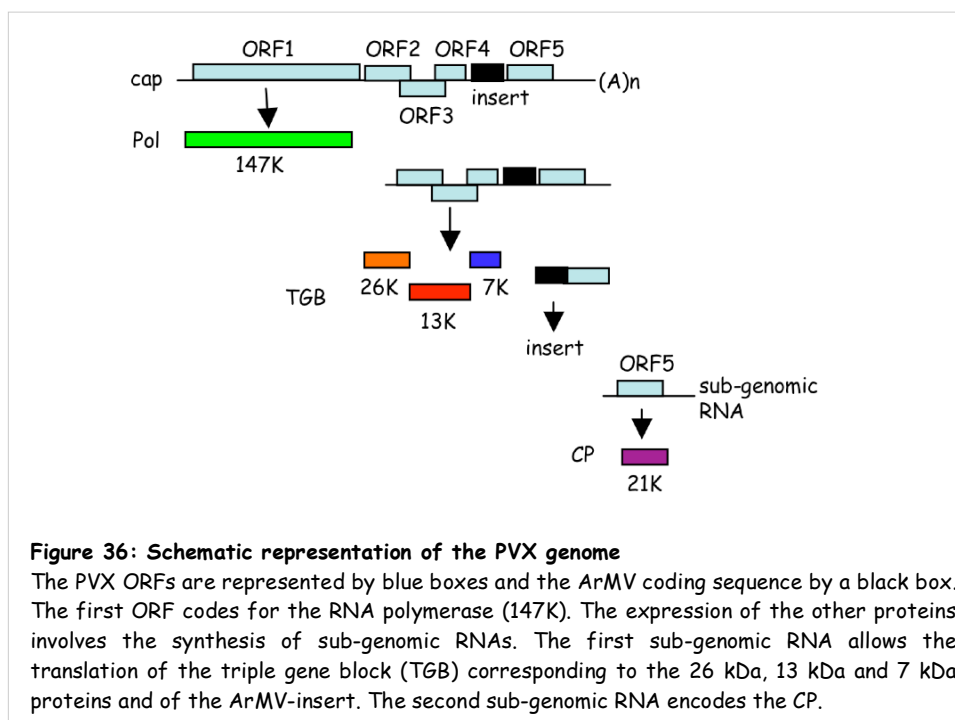 ORF1 ORF2 ORF4 ORF5
cap (A)n
insert
ORF3
Pol
147K
26K 7K
TGB
13K
insert
ORF5
sub-genomic
RNA
CP
21K
Figure 36: Schematic representation of the PVX genome
The PVX ORFs are represented by blue boxes and the ArMV coding sequence by a black box.
The first ORF codes for the RNA polymerase (147K). The expression of the other proteins
involves the synthesis of sub-genomic RNAs. The first sub-genomic RNA allows the
translation of the triple gene block (TGB) corresponding to the 26 kDa, 13 kDa and 7 kDa
proteins and of the ArMV-insert. The second sub-genomic RNA encodes the CP.